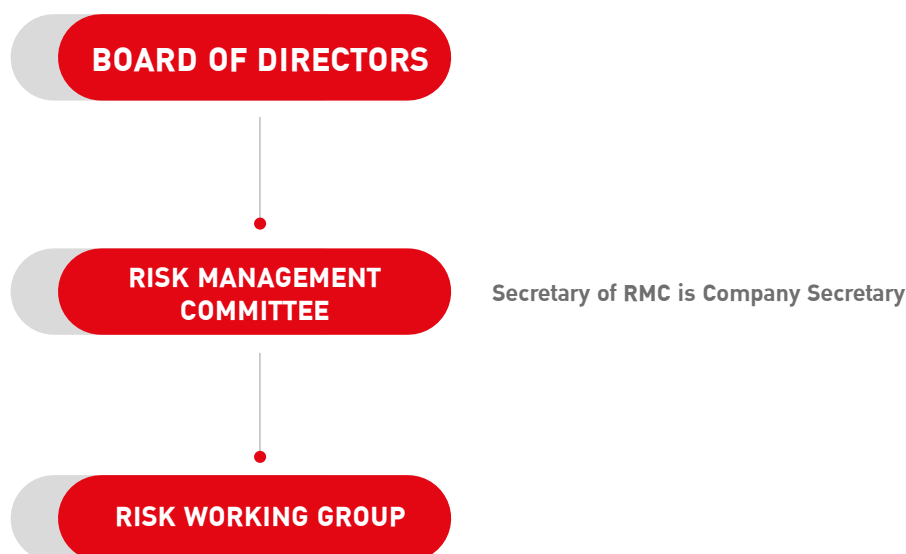 BOARD OF DIRECTORS
RISK MANAGEMENT
COMMITTEE
Secretary of RMC is Company Secretary
RISK WORKING GROUP